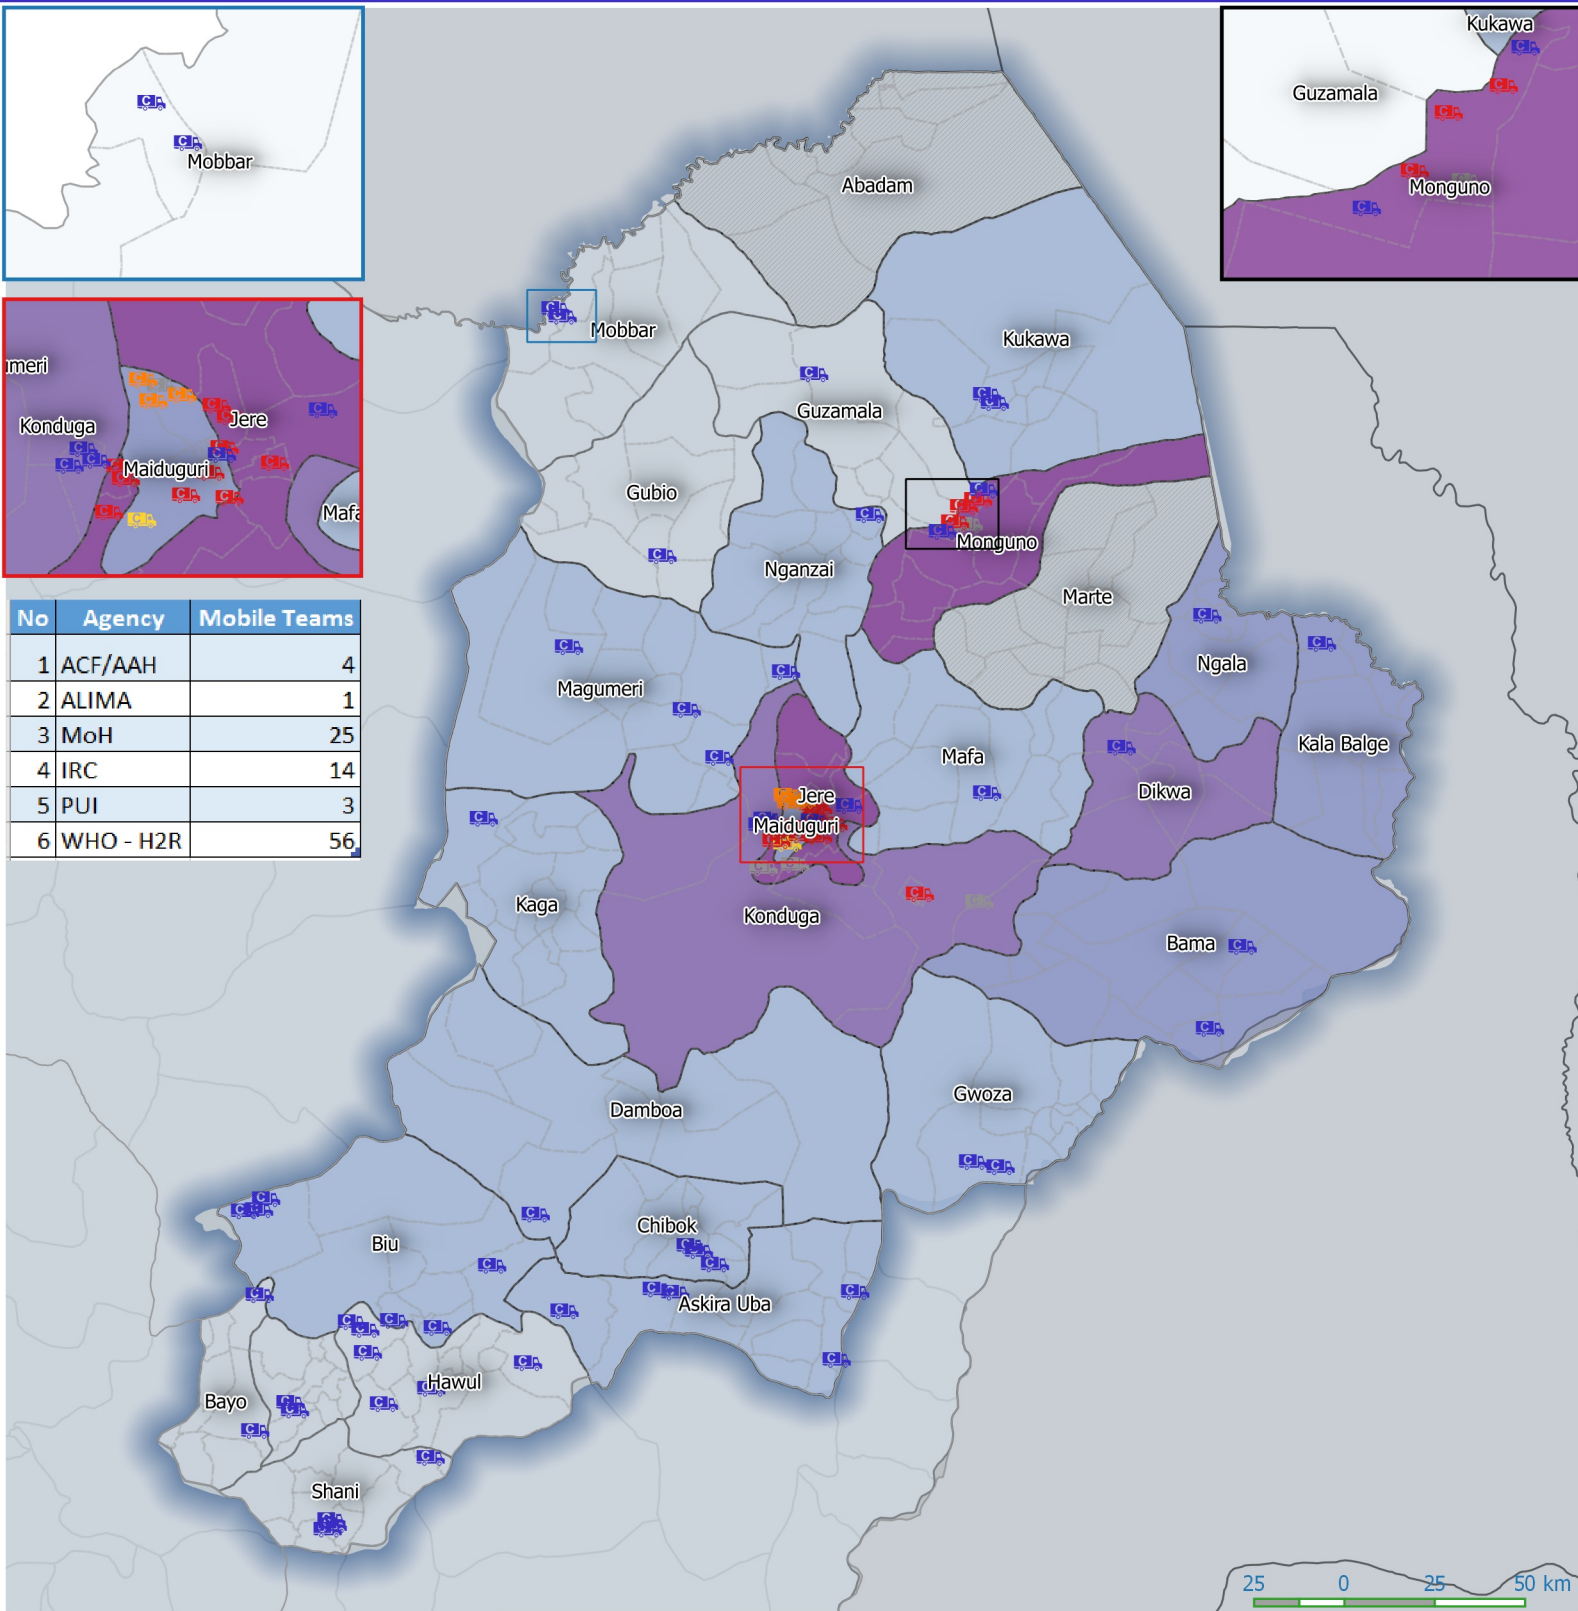 Mobbar
Kukawa
Guzamala
Monguno
Abadam
Mobbar
Kukawa
Guzamala
umeri
Konduga
Jere
Maiduguri
Mafa
Gubio
Monguno
Nganzai
Marte
No Agency Mobile Teams
1 ACF/AAH 4
2 ALIMA 1
3 MoH 25
4 IRC 14
5 PUI 3
6 WHO - H2R 56
Ngala
Magumeri
Kala Balge
Mafa
Dikwa
Jere
Maiduguri
Kaga
Konduga
Bama
Gwoza
Damboa
Chibok
Biu
Askira Uba
Hawul
Bayo
Shani
25 0 25 50 km